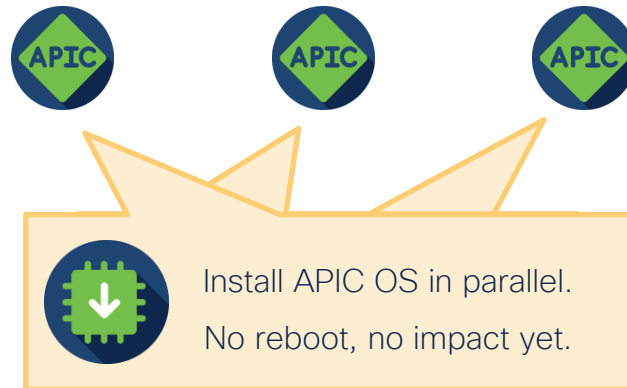 APIC
APIC
APIC
Install APIC OS in parallel.
No reboot, no impact yet.